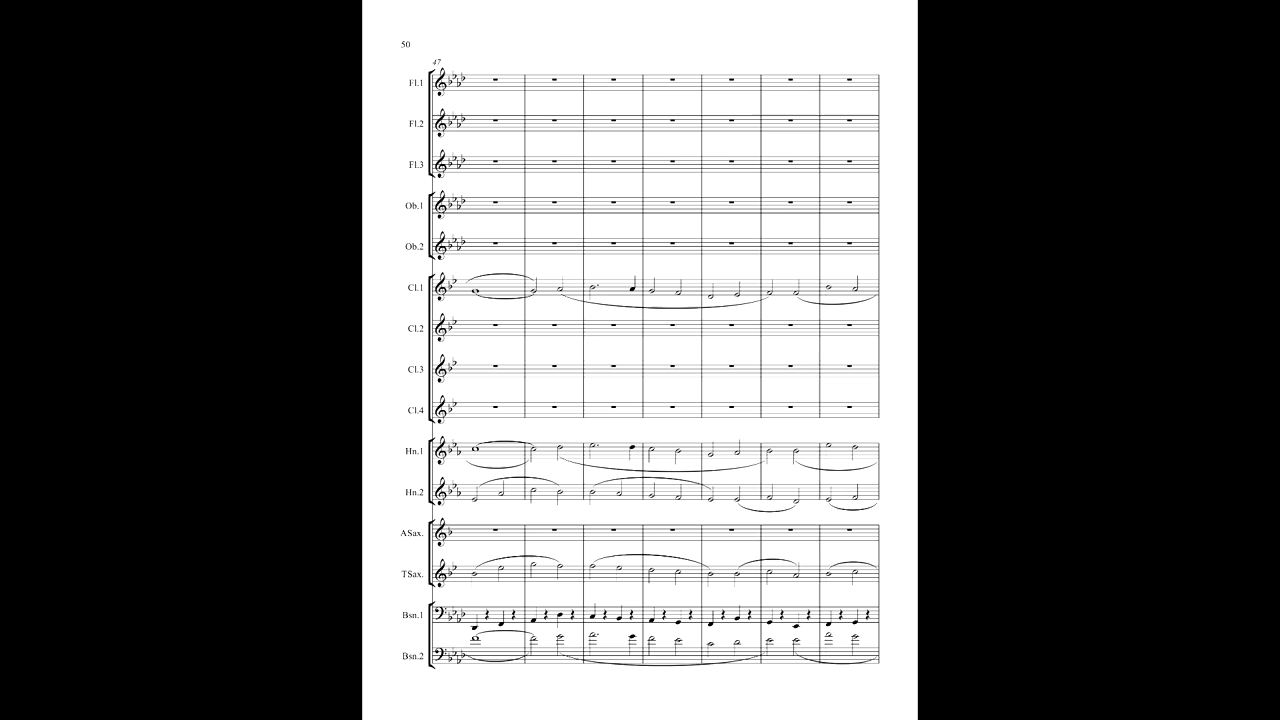 50
47
Fl.1
Fl.2
Fl.3
Ob.1
Ob.2
Cl.1
Cl.2
Cl.3
Cl.4
Hn.1
Hn.2
ASax.
TSax.
Bsn.1
Bsn.2